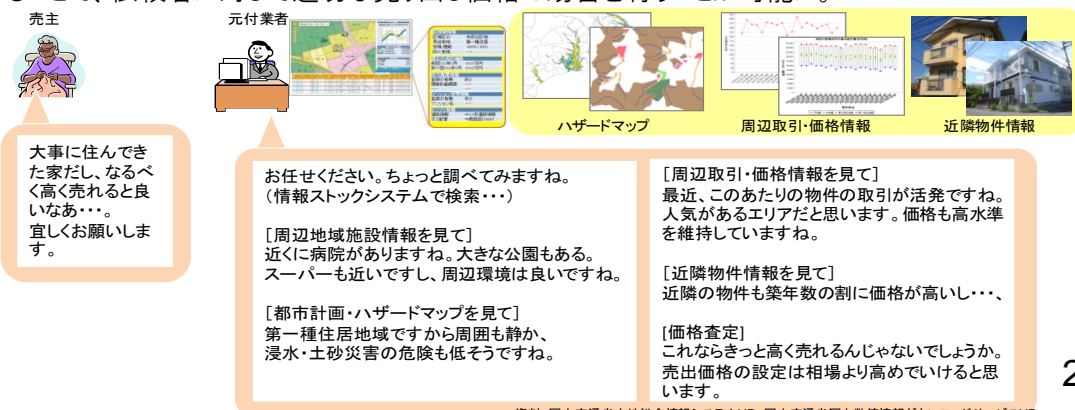 売主
元付業者
ハザードマップ
周辺取引・価格情報
近隣物件情報
大事に住んでき
た家だし、なるべ
く高く売れると良
いなあ・・・。
宜しくお願いしま
す。
お任せください。ちょっと調べてみますね。
（情報ストックシステムで検索・・・）
[周辺地域施設情報を見て]
近くに病院がありますね。大きな公園もある。
スーパーも近いですし、周辺環境は良いですね。
[都市計画・ハザードマップを見て]
第一種住居地域ですから周囲も静か、
浸水・土砂災害の危険も低そうですね。
[周辺取引・価格情報を見て]
最近、このあたりの物件の取引が活発ですね。
人気があるエリアだと思います。価格も高水準
を維持していますね。
[近隣物件情報を見て]
近隣の物件も築年数の割に価格が高いし・・・、
[価格査定]
これならきっと高く売れるんじゃないでしょうか。
売出価格の設定は相場より高めでいけると思
います。
2